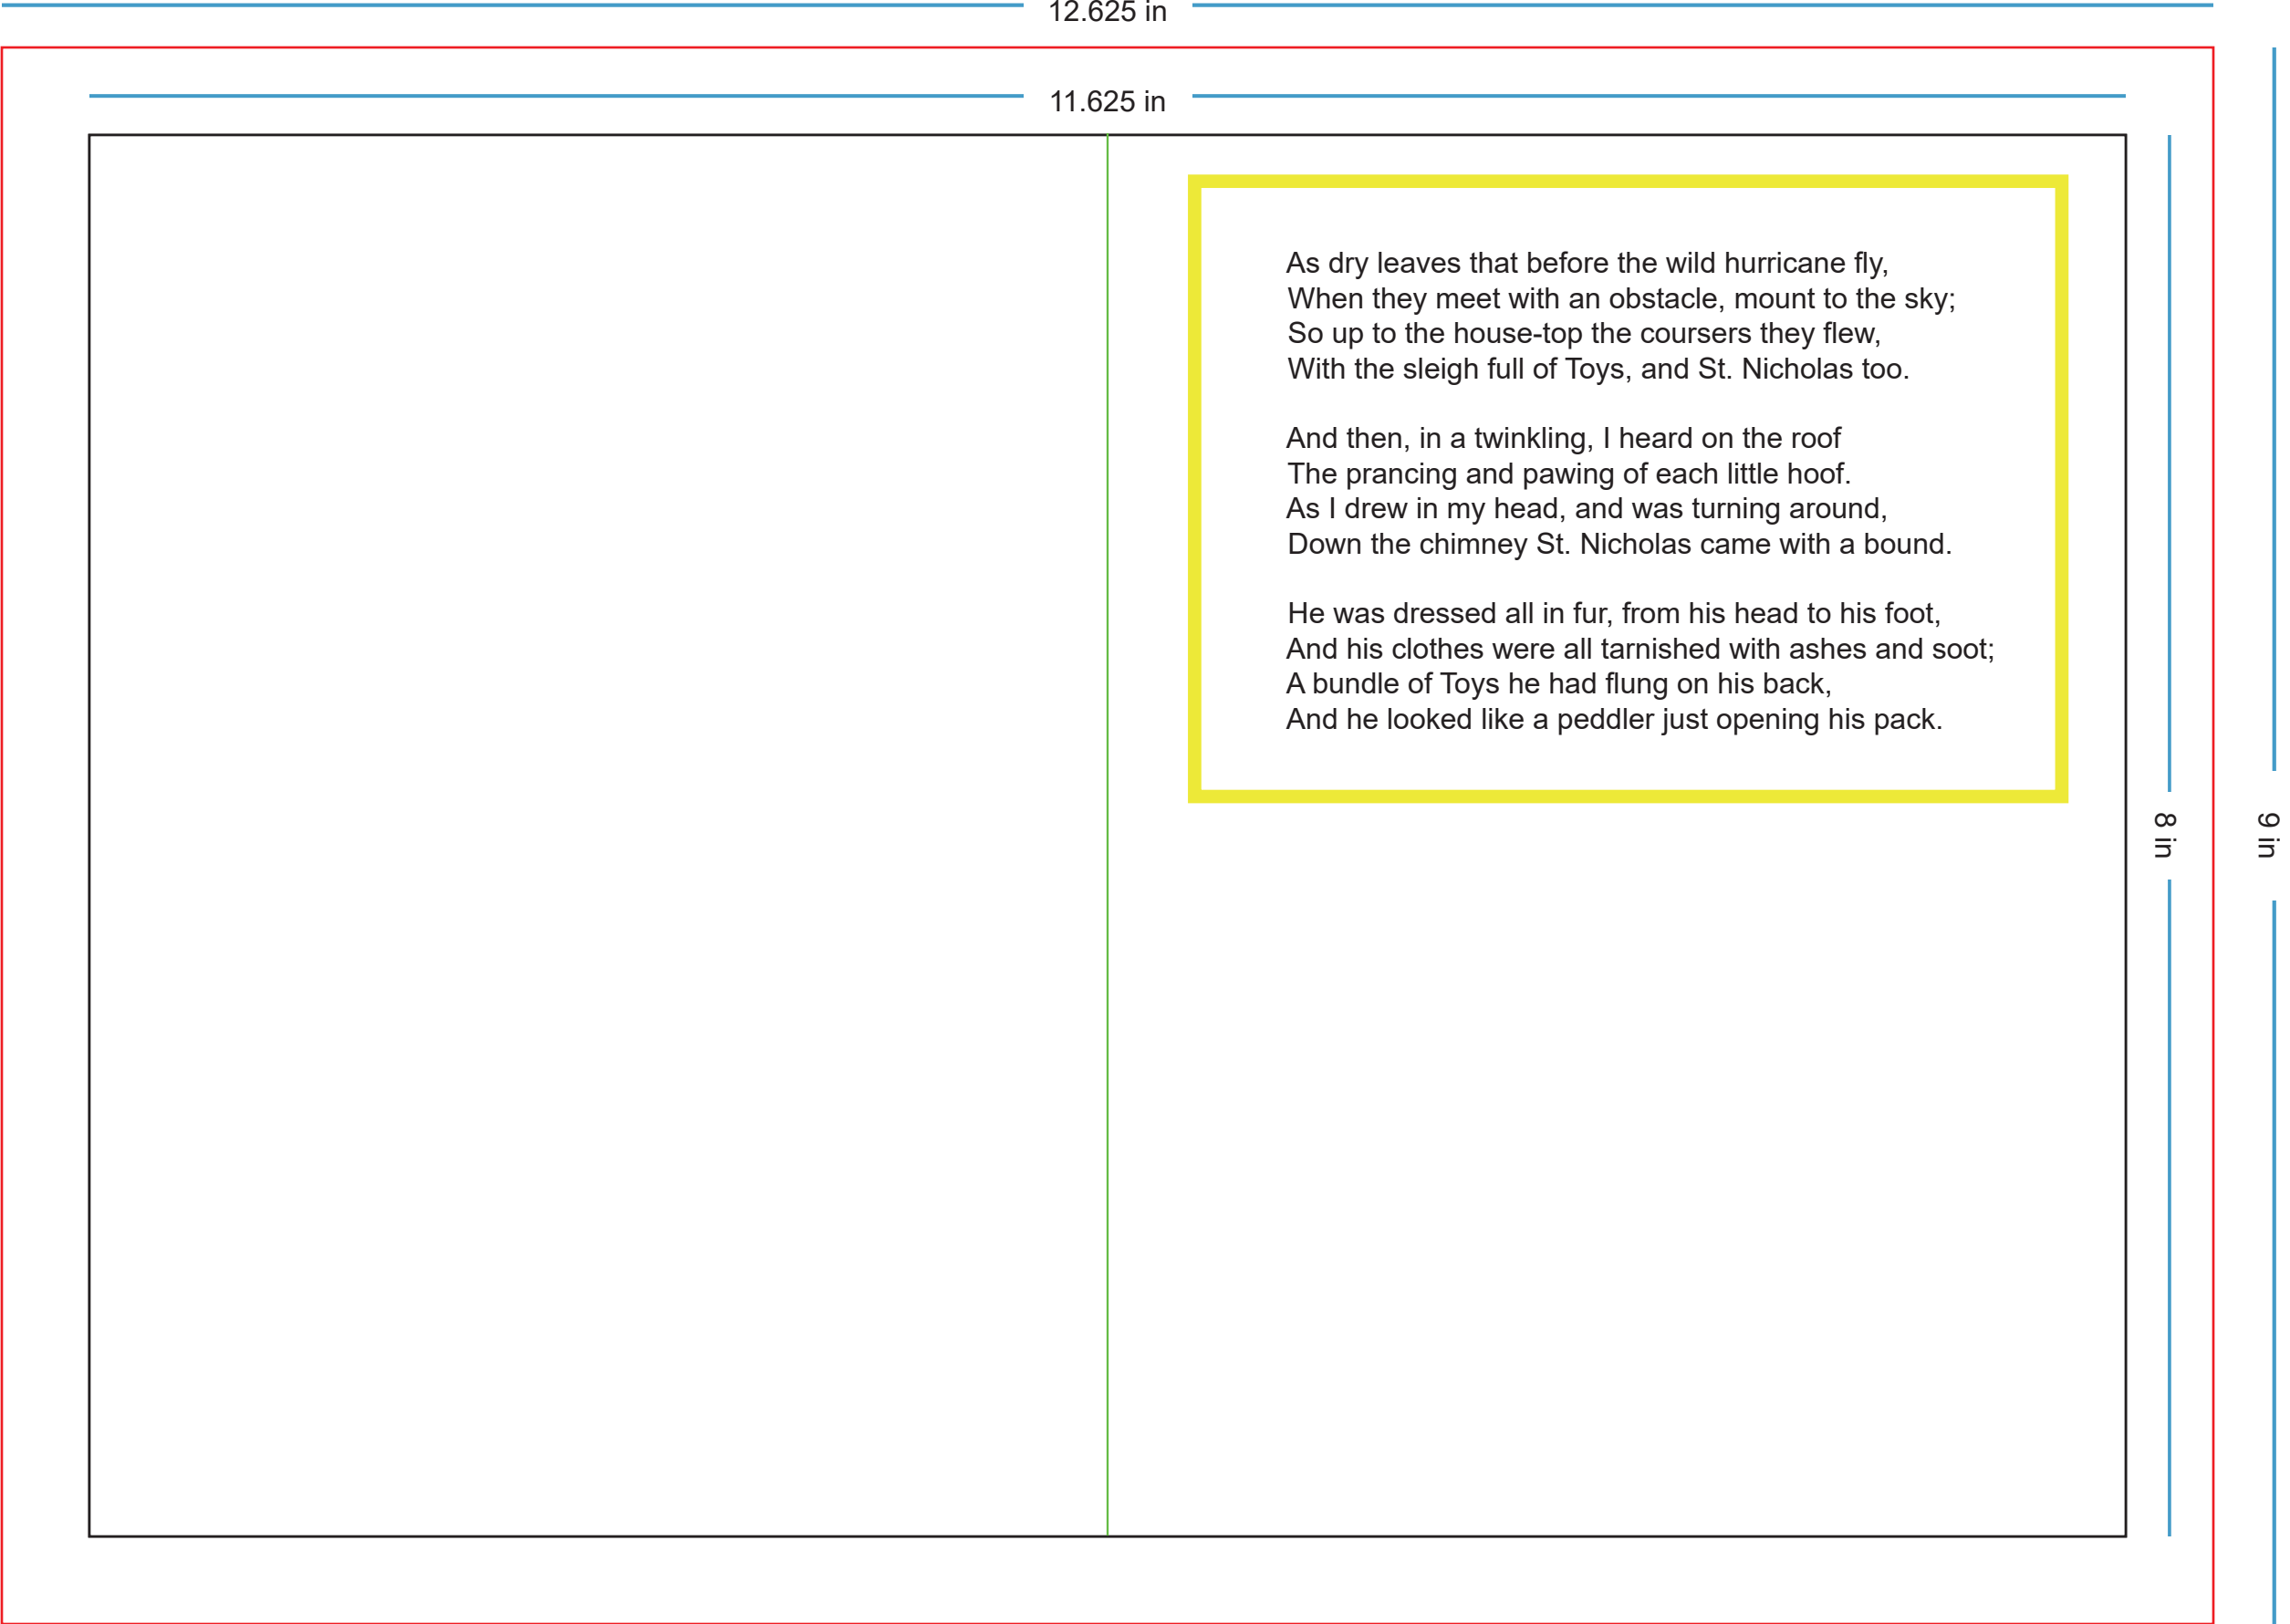 12.625 in
11.625 in
As dry leaves that before the wild hurricane fly,
When they meet with an obstacle, mount to the sky;
So up to the house-top the coursers they flew,
With the sleigh full of Toys, and St. Nicholas too.
And then, in a twinkling, I heard on the roof
The prancing and pawing of each little hoof.
As I drew in my head, and was turning around,
Down the chimney St. Nicholas came with a bound.
He was dressed all in fur, from his head to his foot,
And his clothes were all tarnished with ashes and soot;
A bundle of Toys he had flung on his back,
And he looked like a peddler just opening his pack.
8 in
9 in